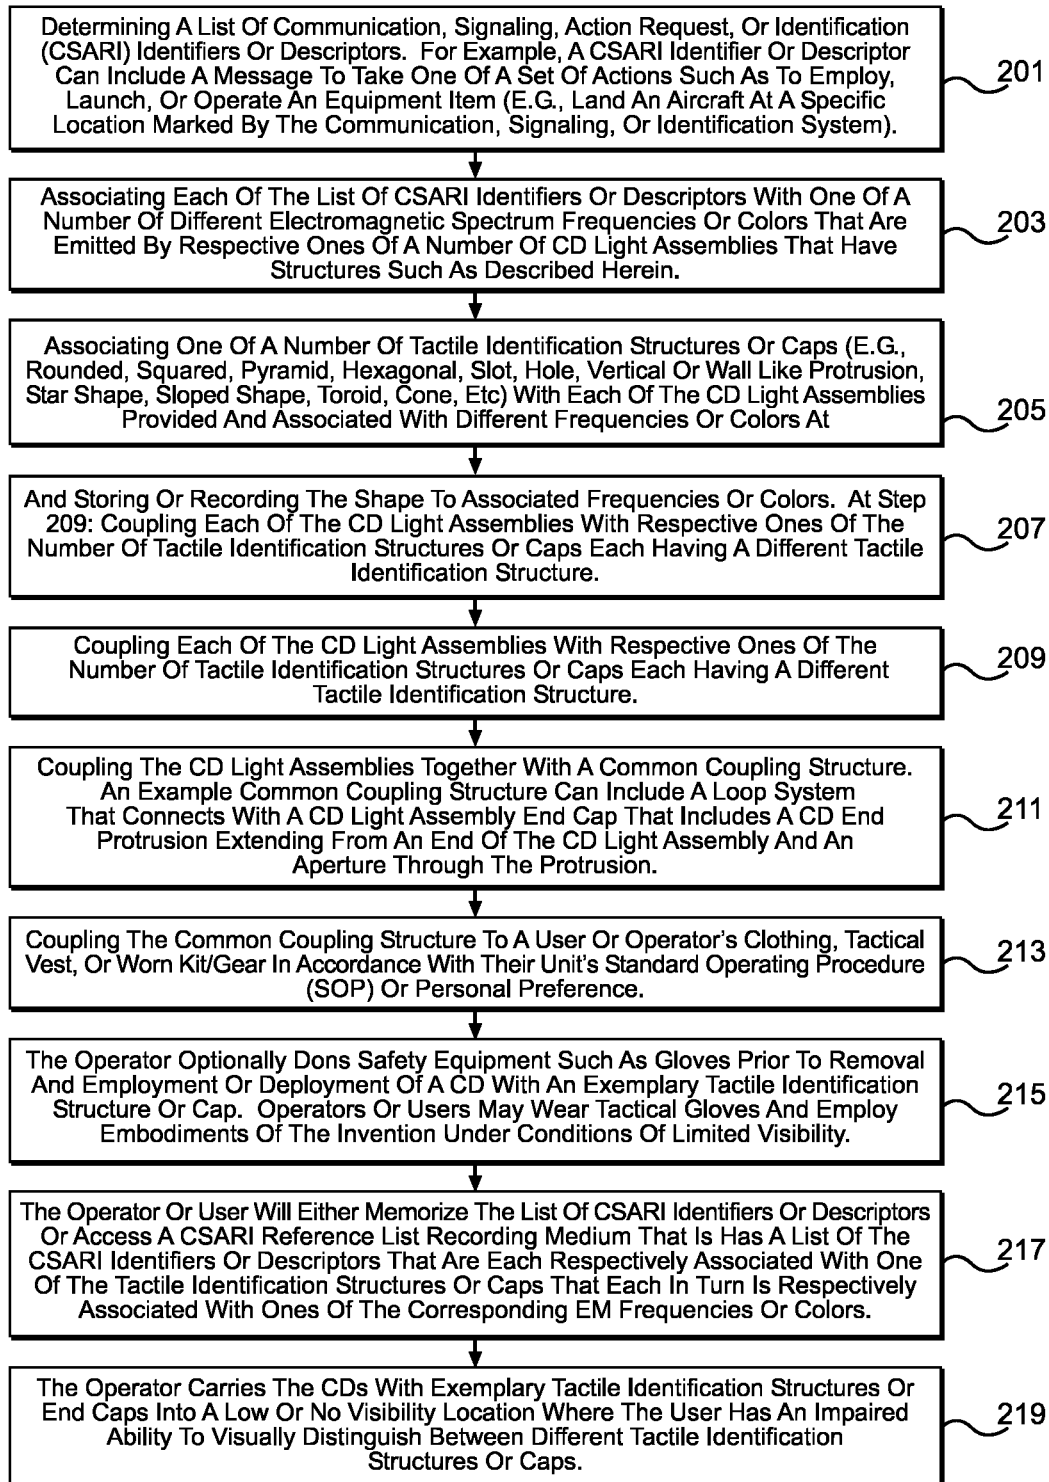 Determining A List Of Communication, Signaling, Action Request, Or Identification
(CSARI) Identifiers Or Descriptors. For Example, A CSARI Identifier Or Descriptor
Can Include A Message To Take One Of A Set Of Actions Such As To Employ,
Launch, Or Operate An Equipment Item (E.G., Land An Aircraft At A Specific
Location Marked By The Communication, Signaling, Or Identification System).
201
Associating Each Of The List Of CSARI Identifiers Or Descriptors With One Of A
Number Of Different Electromagnetic Spectrum Frequencies Or Colors That Are
Emitted By Respective Ones Of A Number Of CD Light Assemblies That Have
Structures Such As Described Herein.
203
Associating One Of A Number Of Tactile Identification Structures Or Caps (E.G.,
Rounded, Squared, Pyramid, Hexagonal, Slot, Hole, Vertical Or Wall Like Protrusion,
Star Shape, Sloped Shape, Toroid, Cone, Etc) With Each Of The CD Light Assemblies
Provided And Associated With Different Frequencies Or Colors At
205
And Storing Or Recording The Shape To Associated Frequencies Or Colors. At Step
209: Coupling Each Of The CD Light Assemblies With Respective Ones Of The
Number Of Tactile Identification Structures Or Caps Each Having A Different Tactile
Identification Structure.
207
Coupling Each Of The CD Light Assemblies With Respective Ones Of The
Number Of Tactile Identification Structures Or Caps Each Having A Different
Tactile Identification Structure.
209
Coupling The CD Light Assemblies Together With A Common Coupling Structure.
An Example Common Coupling Structure Can Include A Loop System
That Connects With A CD Light Assembly End Cap That Includes A CD End
Protrusion Extending From An End Of The CD Light Assembly And An
Aperture Through The Protrusion.
211
Coupling The Common Coupling Structure To A User Or Operator's Clothing, Tactical
Vest, Or Worn Kit/Gear In Accordance With Their Unit's Standard Operating Procedure
(SOP) Or Personal Preference.
213
The Operator Optionally Dons Safety Equipment Such As Gloves Prior To Removal
And Employment Or Deployment Of A CD With An Exemplary Tactile Identification
Structure Or Cap. Operators Or Users May Wear Tactical Gloves And Employ
Embodiments Of The Invention Under Conditions Of Limited Visibility.
215
The Operator Or User Will Either Memorize The List Of CSARI Identifiers Or Descriptors
Or Access A CSARI Reference List Recording Medium That Is Has A List Of The
CSARI Identifiers Or Descriptors That Are Each Respectively Associated With One
Of The Tactile Identification Structures Or Caps That Each In Turn Is Respectively
Associated With Ones Of The Corresponding EM Frequencies Or Colors.
217
The Operator Carries The CDs With Exemplary Tactile Identification Structures Or
End Caps Into A Low Or No Visibility Location Where The User Has An Impaired
Ability To Visually Distinguish Between Different Tactile Identification
Structures Or Caps.
219